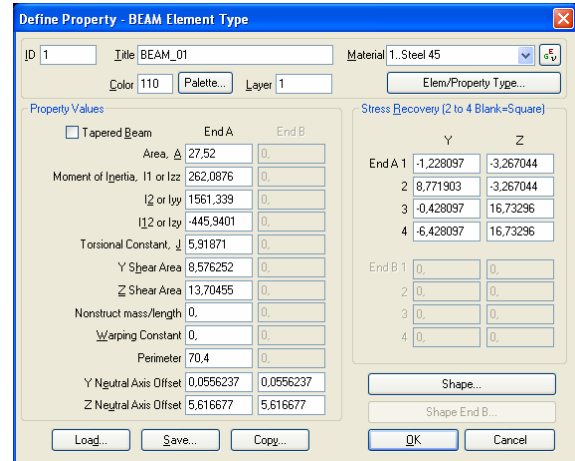 Define Property - BEAM Element Type
ID 1 Title BEAM_01 Material 1..Steel 45
Color 110 Palette... Layer 1 Elem/Property Type...
Property Values
Tapered Beam End A End B
Area, A 27,52 0,
Moment of Inertia, I1 or Izz 262,0876 0,
I2 or Iyy 1561,339 0,
I12 or Izy -445,9401 0,
Torsional Constant, J 5,91871 0,
Y Shear Area 8,576252 0,
Z Shear Area 13,70455 0,
Nonstruct mass/length 0, 0,
Warping Constant 0, 0,
Perimeter 70,4 0,
Y Neutral Axis Offset 0,0556237 0,0556237
Z Neutral Axis Offset 5,616677 5,616677
Stress Recovery (2 to 4 Blank=Square)
Y Z
End A 1 -1,228097 -3,267044
2 8,771903 -3,267044
3 -0,428097 16,73296
4 -6,428097 16,73296
End B 1 0, 0,
2 0, 0,
3 0, 0,
4 0, 0,
Shape...
Shape End B...
Load... Save... Copy... OK Cancel